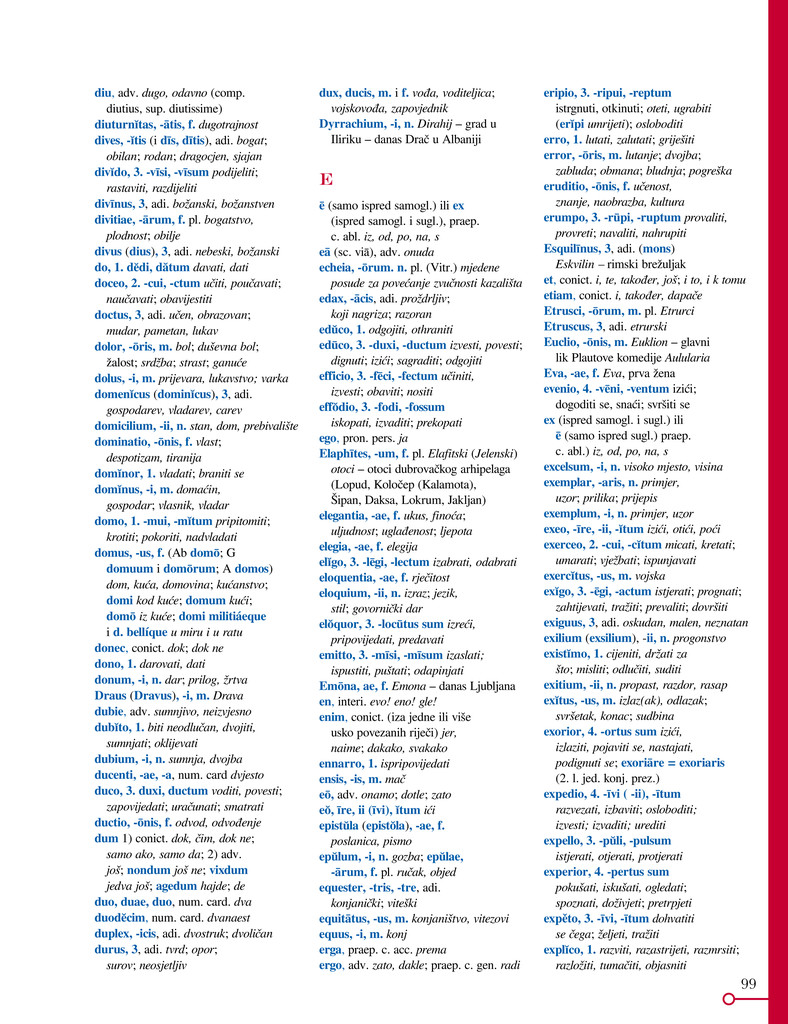 diu, adv. dugo, odavno (comp.
diutius, sup. diutissime)
diuturnĭtas, -ātis, f. dugotrajnost
dives, -ĭtis (i dīs, dītis), adi. bogat;
obilan; rodan; dragocjen, sjajan
divĭdo, 3. -vīsi, -vīsum podijeliti;
rastaviti, razdijeliti
divīnus, 3, adi. božanski, božanstven
divitiae, -ārum, f. pl. bogatstvo,
plodnost; obilje
divus (dius), 3, adi. nebeski, božanski
do, 1. dĕdi, dătum davati, dati
doceo, 2. -cui, -ctum učiti, poučavati;
naučavati; obavijestiti
doctus, 3, adi. učen, obrazovan;
mudar, pametan, lukav
dolor, -ōris, m. bol; duševna bol;
žalost; srdžba; strast; ganuće
dolus, -i, m. prijevara, lukavstvo; varka
domenĭcus (dominĭcus), 3, adi.
gospodarev, vladarev, carev
domicilium, -ii, n. stan, dom, prebivalište
dominatio, -ōnis, f. vlast;
despotizam, tiranija
domĭnor, 1. vladati; braniti se
domĭnus, -i, m. domaćin,
gospodar; vlasnik, vladar
domo, 1. -mui, -mĭtum pripitomiti;
krotiti; pokoriti, nadvladati
domus, -us, f. (Ab domō; G
domuum i domōrum; A domos)
dom, kuća, domovina; kućanstvo;
domi kod kuće; domum kući;
domō iz kuće; domi militiáeque
i d. bellíque u miru i u ratu
donec, conict. dok; dok ne
dono, 1. darovati, dati
donum, -i, n. dar; prilog, žrtva
Draus (Dravus), -i, m. Drava
dubie, adv. sumnjivo, neizvjesno
dubĭto, 1. biti neodlučan, dvojiti,
sumnjati; oklijevati
dubium, -i, n. sumnja, dvojba
ducenti, -ae, -a, num. card dvjesto
duco, 3. duxi, ductum voditi, povesti;
zapovijedati; uračunati; smatrati
ductio, -ōnis, f. odvod, odvođenje
dum 1) conict. dok, čim, dok ne;
samo ako, samo da; 2) adv.
još; nondum još ne; vixdum
jedva još; agedum hajde; de
duo, duae, duo, num. card. dva
duodĕcim, num. card. dvanaest
duplex, -icis, adi. dvostruk; dvoličan
durus, 3, adi. tvrd; opor;
surov; neosjetljiv
dux, ducis, m. i f. vođa, voditeljica;
vojskovođa, zapovjednik
Dyrrachium, -i, n. Dirahij – grad u
Iliriku – danas Drač u Albaniji
E
ē (samo ispred samogl.) ili ex
(ispred samogl. i sugl.), praep.
c. abl. iz, od, po, na, s
eā (sc. viā), adv. onuda
echeia, -ōrum. n. pl. (Vitr.) mjedene
posude za povećanje zvučnosti kazališta
edax, -ācis, adi. proždrljiv;
koji nagriza; razoran
edŭco, 1. odgojiti, othraniti
edūco, 3. -duxi, -ductum izvesti, povesti;
dignuti; izići; sagraditi; odgojiti
efficio, 3. -fēci, -fectum učiniti,
izvesti; obaviti; nositi
effŏdio, 3. -fodi, -fossum
iskopati, izvaditi; prekopati
ego, pron. pers. ja
Elaphĭtes, -um, f. pl. Elafitski (Jelenski)
otoci – otoci dubrovačkog arhipelaga
(Lopud, Koločep (Kalamota),
Šipan, Daksa, Lokrum, Jakljan)
elegantia, -ae, f. ukus, finoća;
uljudnost; uglađenost; ljepota
elegia, -ae, f. elegija
elĭgo, 3. -lēgi, -lectum izabrati, odabrati
eloquentia, -ae, f. rječitost
eloquium, -ii, n. izraz; jezik,
stil; govornički dar
elŏquor, 3. -locūtus sum izreći,
pripovijedati, predavati
emitto, 3. -mīsi, -mīsum izaslati;
ispustiti, puštati; odapinjati
Emōna, ae, f. Emona – danas Ljubljana
en, interi. evo! eno! gle!
enim, conict. (iza jedne ili više
usko povezanih riječi) jer,
naime; dakako, svakako
ennarro, 1. ispripovijedati
ensis, -is, m. mač
eō, adv. onamo; dotle; zato
eō, īre, ii (īvi), ĭtum ići
epistŭla (epistŏla), -ae, f.
poslanica, pismo
epŭlum, -i, n. gozba; epŭlae,
-ārum, f. pl. ručak, objed
equester, -tris, -tre, adi.
konjanički; viteški
equitātus, -us, m. konjaništvo, vitezovi
equus, -i, m. konj
erga, praep. c. acc. prema
ergo, adv. zato, dakle; praep. c. gen. radi
eripio, 3. -ripui, -reptum
istrgnuti, otkinuti; oteti, ugrabiti
(erĭpi umrijeti); osloboditi
erro, 1. lutati, zalutati; griješiti
error, -ōris, m. lutanje; dvojba;
zabluda; obmana; bludnja; pogreška
eruditio, -ōnis, f. učenost,
znanje, naobrazba, kultura
erumpo, 3. -rūpi, -ruptum provaliti,
provreti; navaliti, nahrupiti
Esquilīnus, 3, adi. (mons)
Eskvilin – rimski brežuljak
et, conict. i, te, također, još; i to, i k tomu
etiam, conict. i, također, dapače
Etrusci, -ōrum, m. pl. Etrurci
Etruscus, 3, adi. etrurski
Euclio, -ōnis, m. Euklion – glavni
lik Plautove komedije Aulularia
Eva, -ae, f. Eva, prva žena
evenio, 4. -vēni, -ventum izići;
dogoditi se, snaći; svršiti se
ex (ispred samogl. i sugl.) ili
ē (samo ispred sugl.) praep.
c. abl.) iz, od, po, na, s
excelsum, -i, n. visoko mjesto, visina
exemplar, -aris, n. primjer,
uzor; prilika; prijepis
exemplum, -i, n. primjer, uzor
exeo, -īre, -ii, -ĭtum izići, otići, poći
exerceo, 2. -cui, -cĭtum micati, kretati;
umarati; vježbati; ispunjavati
exercĭtus, -us, m. vojska
exĭgo, 3. -ēgi, -actum istjerati; prognati;
zahtijevati, tražiti; prevaliti; dovršiti
exiguus, 3, adi. oskudan, malen, neznatan
exilium (exsilium), -ii, n. progonstvo
existĭmo, 1. cijeniti, držati za
što; misliti; odlučiti, suditi
exitium, -ii, n. propast, razdor, rasap
exĭtus, -us, m. izlaz(ak), odlazak;
svršetak, konac; sudbina
exorior, 4. -ortus sum izići,
izlaziti, pojaviti se, nastajati,
podignuti se; exoriāre = exoriaris
(2. l. jed. konj. prez.)
expedio, 4. -īvi ( -ii), -ītum
razvezati, izbaviti; osloboditi;
izvesti; izvaditi; urediti
expello, 3. -pŭli, -pulsum
istjerati, otjerati, protjerati
experior, 4. -pertus sum
pokušati, iskušati, ogledati;
spoznati, doživjeti; pretrpjeti
expĕto, 3. -īvi, -ītum dohvatiti
se čega; željeti, tražiti
explĭco, 1. razviti, razastrijeti, razmrsiti;
razložiti, tumačiti, objasniti
99